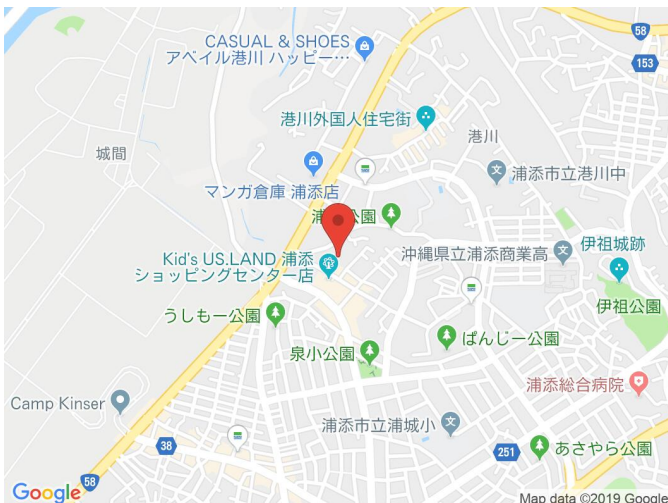 58
CASUAL & SHOES
アベイル港川 ハッピー…
153
港川外国人住宅街
港川
城間
浦添市立港川中
マンガ倉庫 浦添店
公園
伊祖城跡
沖縄県立浦添商業高
Kid's US.LAND 浦添
ショッピングセンター店
伊祖公園
うしもー公園
ぱんじー公園
泉小公園
浦添総合病院
Camp Kinser
浦添市立浦城小
38
251
あさやら公園
58
Google
Map data ©2019 Google